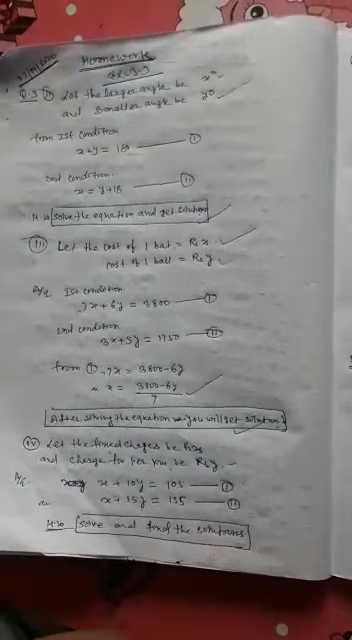 Homework
Ex-3.3
Q.3 (ii) Let the larger angle be x°
and smaller angle be y°
from Ist condition
x+y = 180 — (I)
2nd condition
x = y+18 — (II)
H.W solve the equation and get solution
(iii) Let the cost of 1 bat = Rs x
cost of 1 ball = Rs y
A/q Ist condition
7x+6y = 3800 — (I)
2nd condition
3x+5y = 1750 — (II)
from (I), 7x = 3800-6y
x = 3800-6y
7
After solving the equation you will get solution
(iv) Let the fixed charges be Rs x
and charge for per km be Rs y
A/q x + 10y = 105 — (I)
x + 15y = 155 — (II)
H.W solve and find the solutions